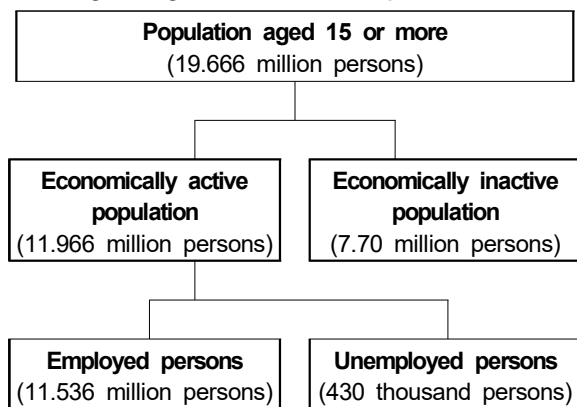 Population aged 15 or more
(19.666 million persons)
Economically active
population
(11.966 million persons)
Economically inactive
population
(7.70 million persons)
Employed persons
(11.536 million persons)
Unemployed persons
(430 thousand persons)